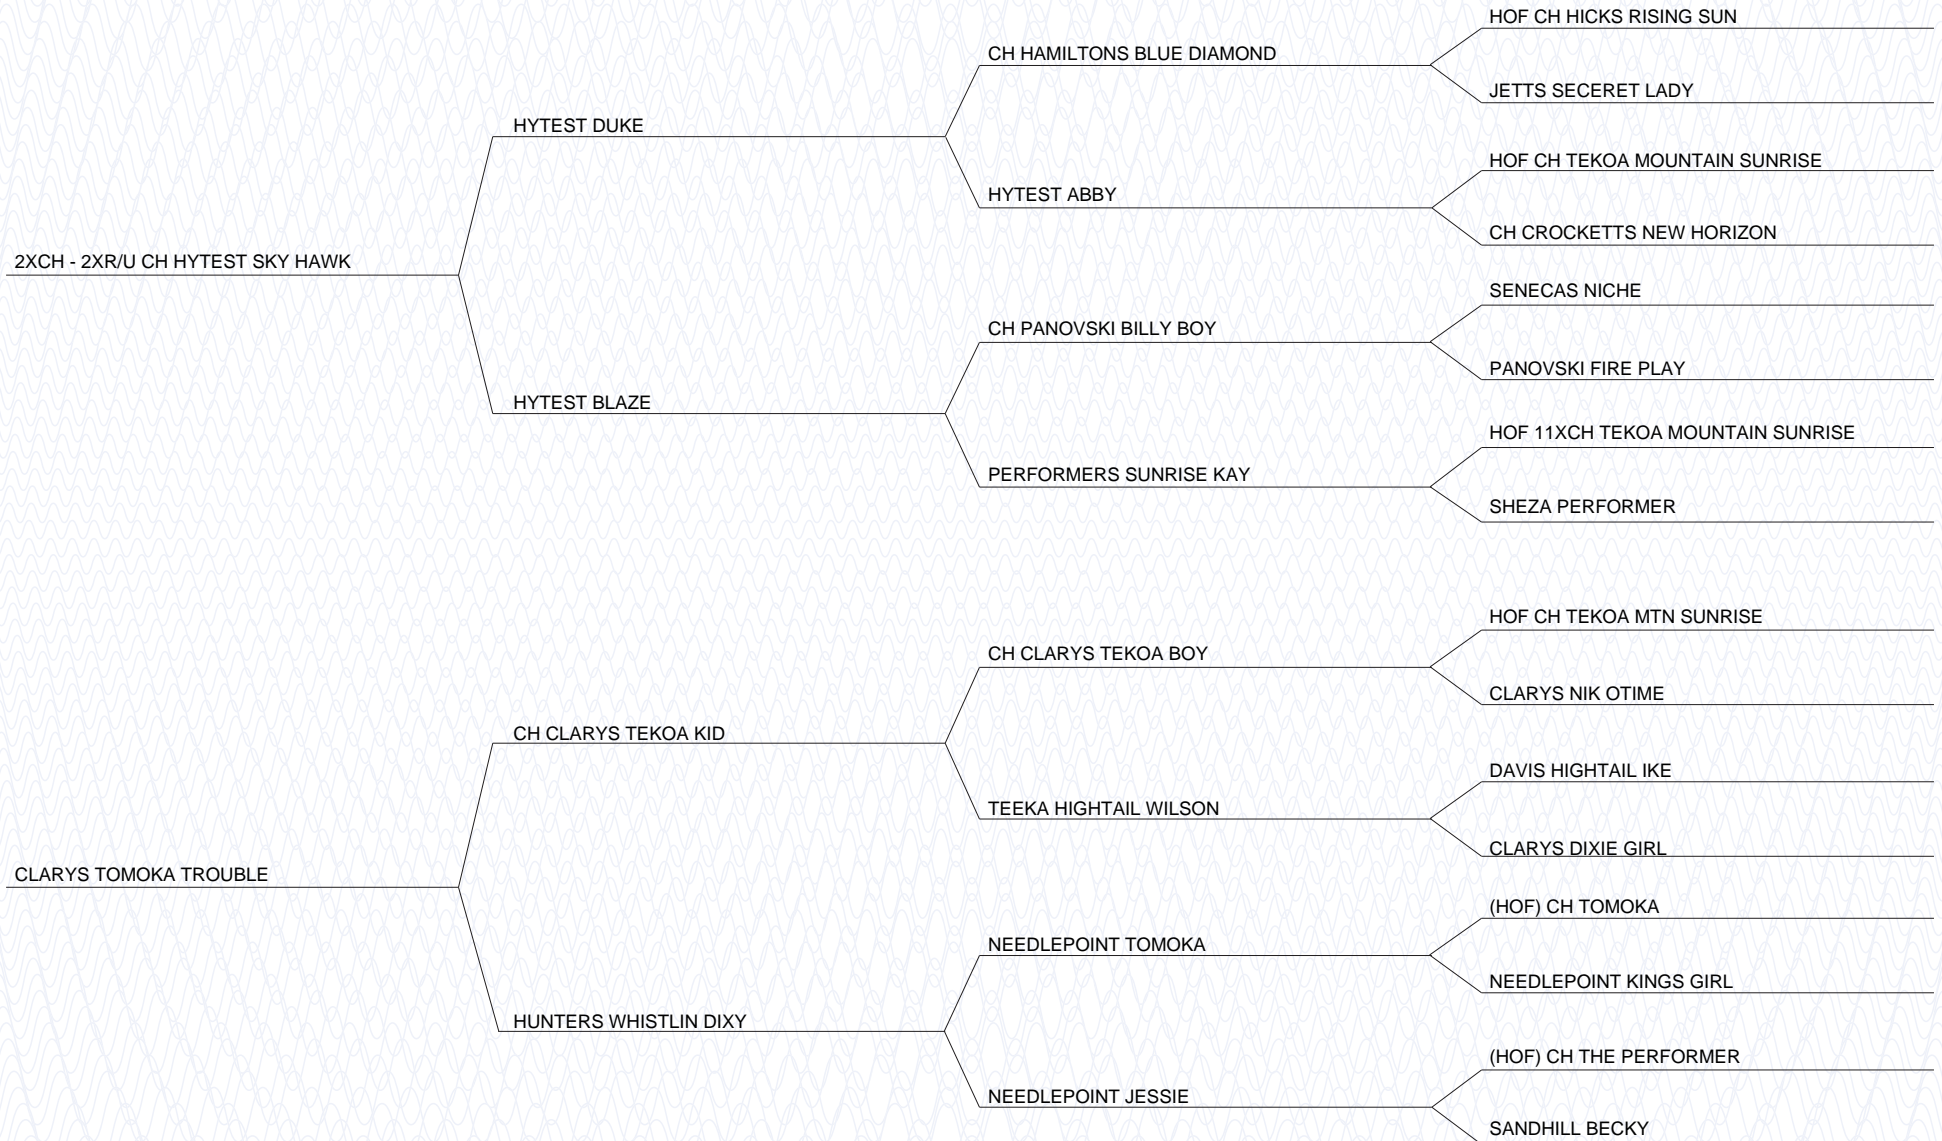 HOF CH HICKS RISING SUN
CH HAMILTONS BLUE DIAMOND
JETTS SECERET LADY
HYTEST DUKE
HOF CH TEKOA MOUNTAIN SUNRISE
HYTEST ABBY
CH CROCKETTS NEW HORIZON
2XCH - 2XR/U CH HYTEST SKY HAWK
SENECAS NICHE
CH PANOVSKI BILLY BOY
PANOVSKI FIRE PLAY
HYTEST BLAZE
HOF 11XCH TEKOA MOUNTAIN SUNRISE
PERFORMERS SUNRISE KAY
SHEZA PERFORMER
HOF CH TEKOA MTN SUNRISE
CH CLARYS TEKOA BOY
CLARYS NIK OTIME
CH CLARYS TEKOA KID
DAVIS HIGHTAIL IKE
TEEKA HIGHTAIL WILSON
CLARYS DIXIE GIRL
CLARYS TOMOKA TROUBLE
(HOF) CH TOMOKA
NEEDLEPOINT TOMOKA
NEEDLEPOINT KINGS GIRL
HUNTERS WHISTLIN DIXY
(HOF) CH THE PERFORMER
NEEDLEPOINT JESSIE
SANDHILL BECKY